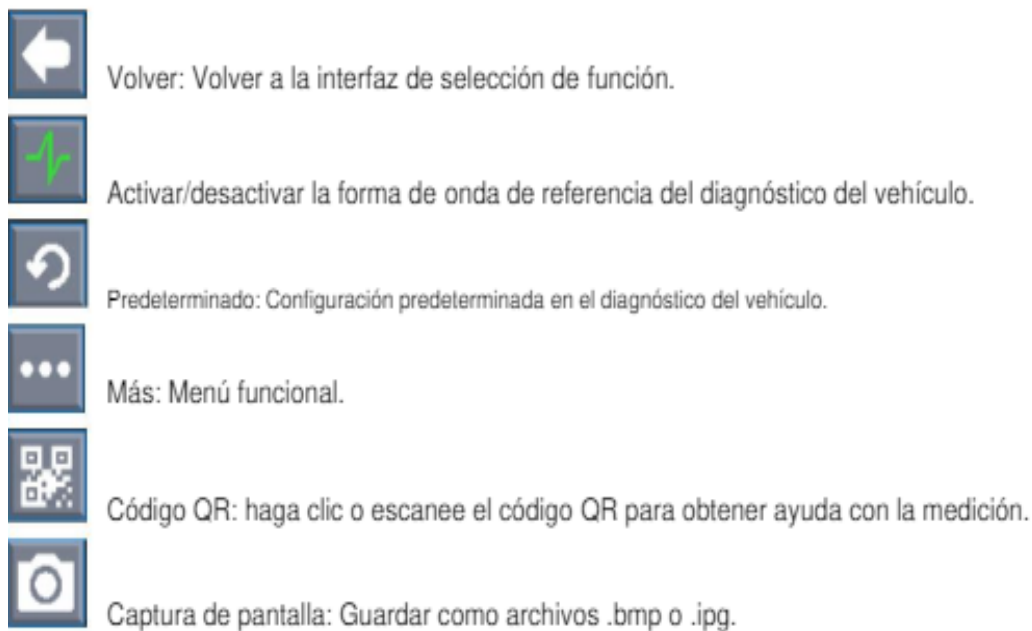 Volver: Volver a la interfaz de selección de función.
Activar/desactivar la forma de onda de referencia del diagnóstico del vehículo.
Predeterminado: Configuración predeterminada en el diagnóstico del vehículo.
Más: Menú funcional.
Código QR: haga clic o escanee el código QR para obtener ayuda con la medición.
Captura de pantalla: Guardar como archivos .bmp o .ipg.